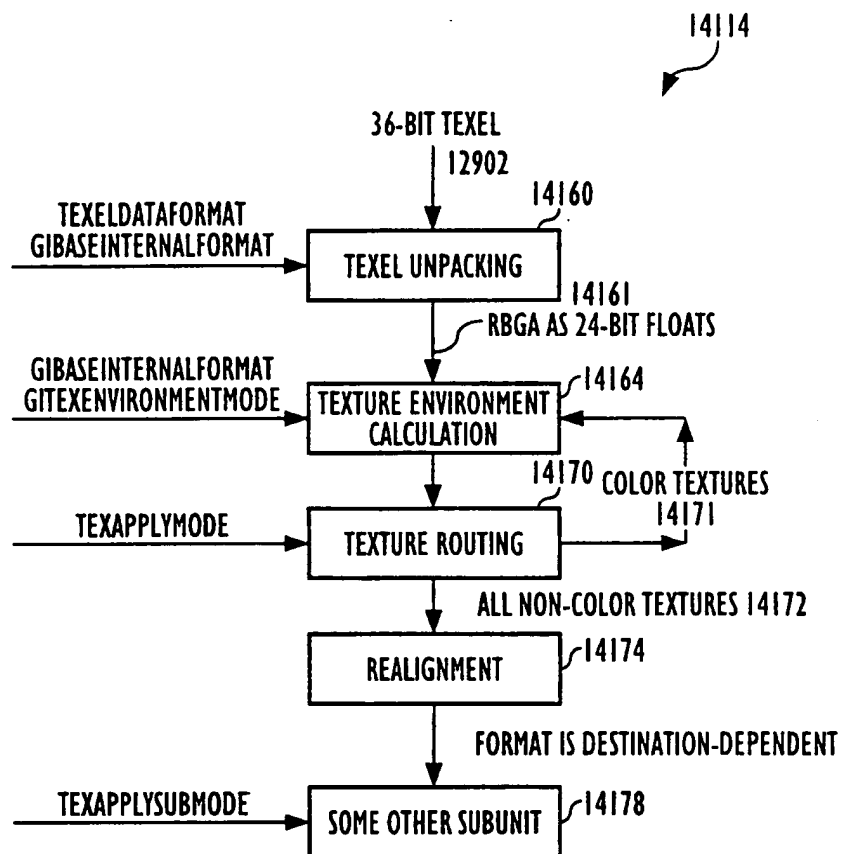 14114
36-BIT TEXEL
12902
14160
TEXELDATAFORMAT
GIBASEINTERNALFORMAT
TEXEL UNPACKING
14161
RBGA AS 24-BIT FLOATS
GIBASEINTERNALFORMAT
GITEXENVIRONMENTMODE
14164
TEXTURE ENVIRONMENT
CALCULATION
14170
COLOR TEXTURES
14171
TEXAPPLYMODE
TEXTURE ROUTING
ALL NON-COLOR TEXTURES 14172
REALIGNMENT
14174
FORMAT IS DESTINATION-DEPENDENT
TEXAPPLYSUBMODE
SOME OTHER SUBUNIT
14178